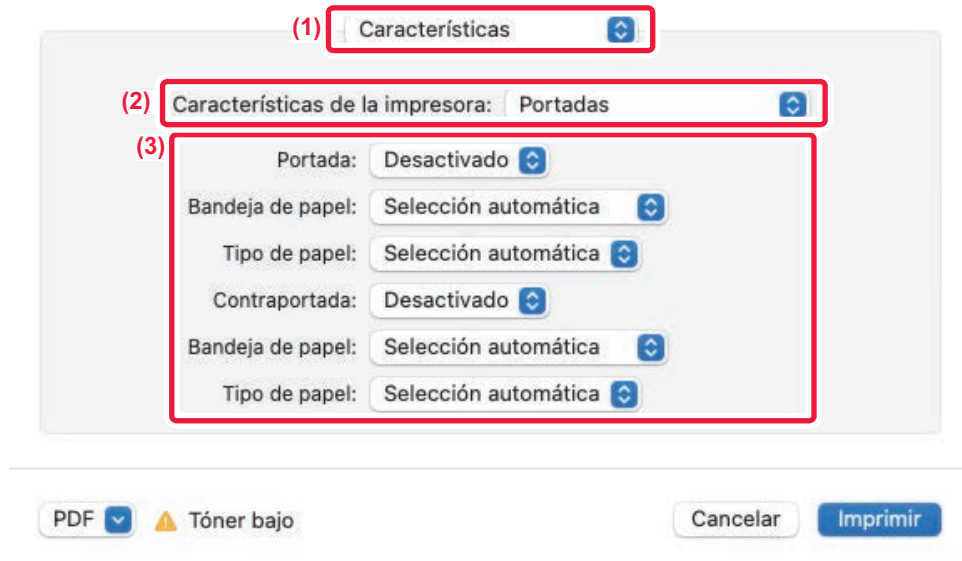 (1) Características
(2) Características de la impresora: Portadas
(3)
Portada: Desactivado
Bandeja de papel: Selección automática
Tipo de papel: Selección automática
Contraportada: Desactivado
Bandeja de papel: Selección automática
Tipo de papel: Selección automática
PDF Tóner bajo Cancelar Imprimir